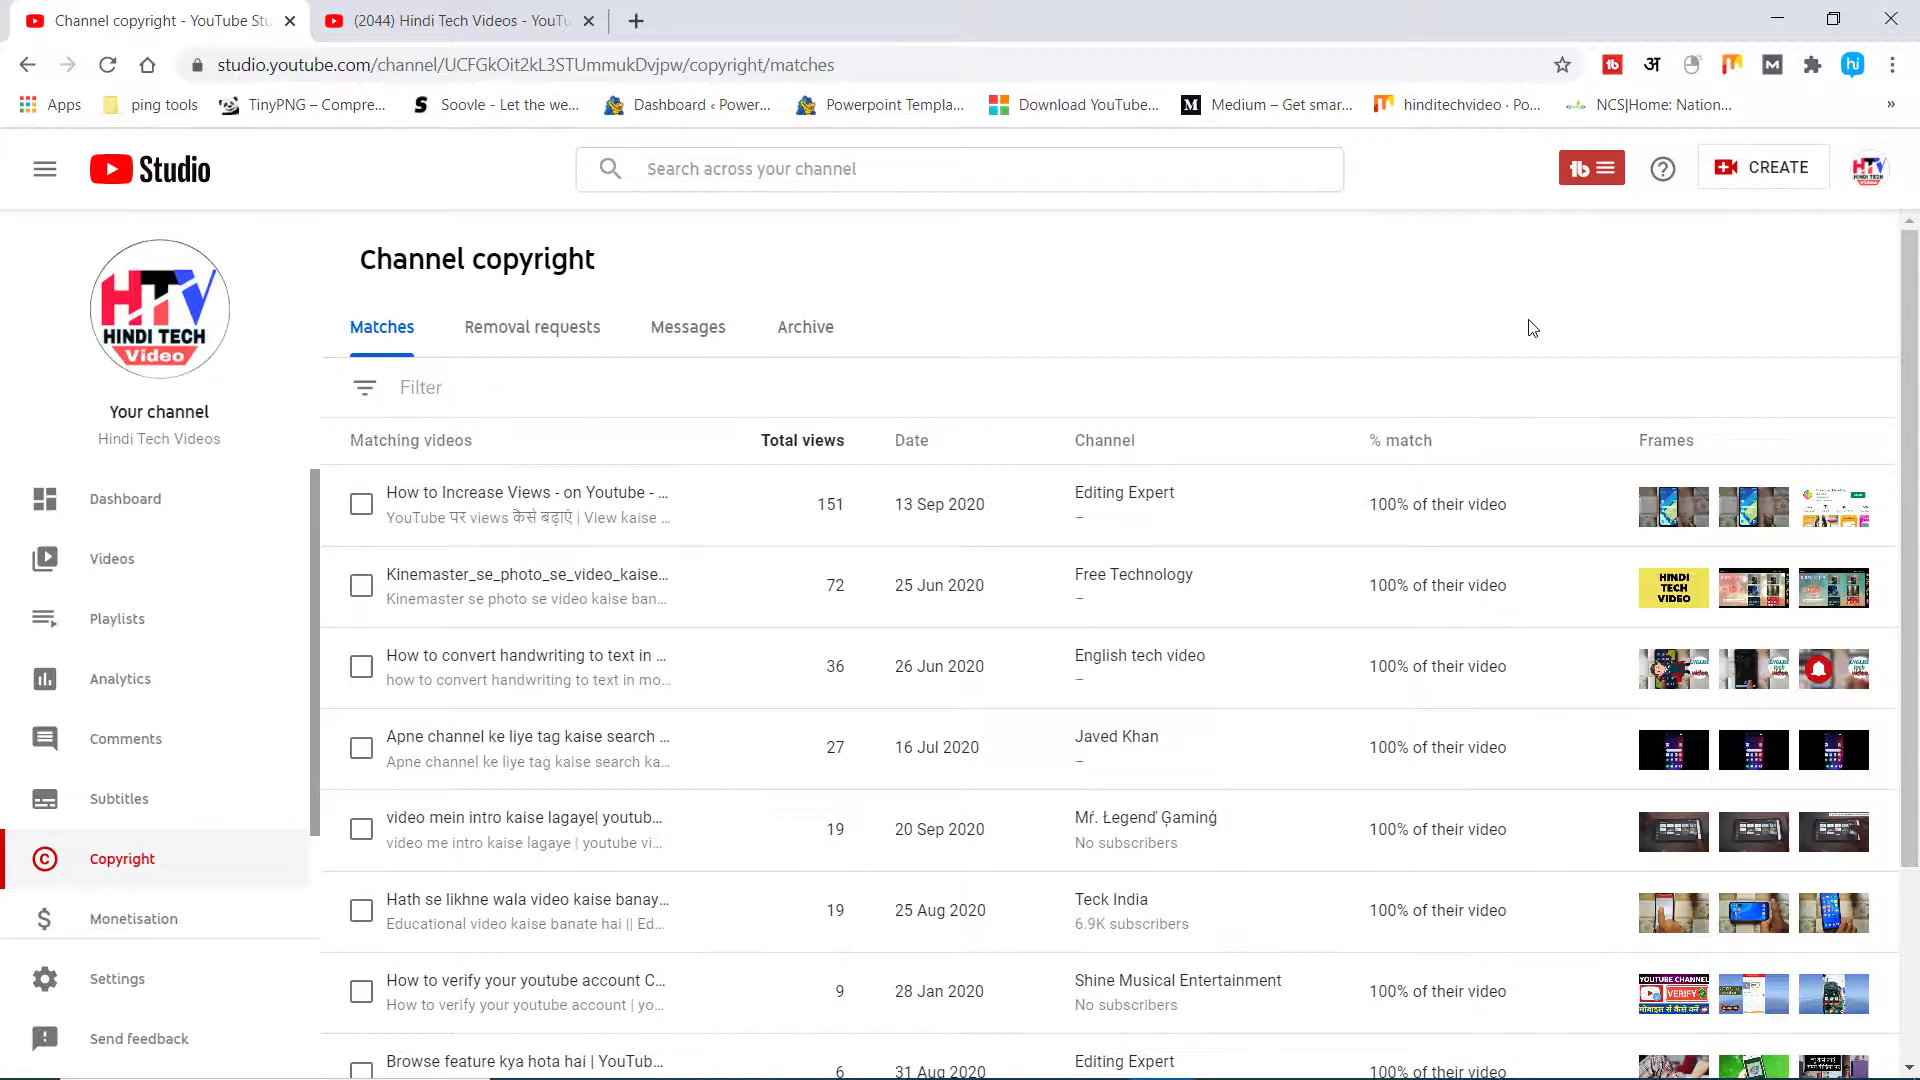 Channel copyright - YouTube Stu
(2044) Hindi Tech Videos - YouTu
studio.youtube.com/channel/UCFGkOit2kL3STUmmukDvjpw/copyright/matches
Apps
ping tools
TinyPNG – Compre...
Soovle - Let the we...
Dashboard ‹ Power...
Powerpoint Templa...
Download YouTube...
Medium – Get smar...
hinditechvideo · Po...
NCS|Home: Nation...
Studio
Search across your channel
CREATE
HTV
HINDI TECH
Video
Your channel
Hindi Tech Videos
Dashboard
Videos
Playlists
Analytics
Comments
Subtitles
Copyright
Monetisation
Settings
Send feedback
Channel copyright
Matches Removal requests Messages Archive
Filter
Matching videos Total views Date Channel % match Frames
How to Increase Views - on Youtube - ... 151 13 Sep 2020 Editing Expert 100% of their video
YouTube पर views कैसे बढ़ाएं | View kaise ... –
Kinemaster_se_photo_se_video_kaise... 72 25 Jun 2020 Free Technology 100% of their video
Kinemaster se photo se video kaise ban... –
HINDI TECH VIDEO
How to convert handwriting to text in ... 36 26 Jun 2020 English tech video 100% of their video
how to convert handwriting to text in mo... –
Apne channel ke liye tag kaise search ... 27 16 Jul 2020 Javed Khan 100% of their video
Apne channel ke liye tag kaise search ka... –
video mein intro kaise lagaye| youtub... 19 20 Sep 2020 Mŕ. Łegenď Ģaminģ 100% of their video
video me intro kaise lagaye | youtube vi... No subscribers
Hath se likhne wala video kaise banay... 19 25 Aug 2020 Teck India 100% of their video
Educational video kaise banate hai || Ed... 6.9K subscribers
How to verify your youtube account C... 9 28 Jan 2020 Shine Musical Entertainment 100% of their video
How to verify your youtube account | yo... No subscribers
YOUTUBE CHANNEL
VERIFY
मोबाइल से कैसे करें
Browse feature kya hota hai | YouTub... 6 31 Aug 2020 Editing Expert 100% of their video